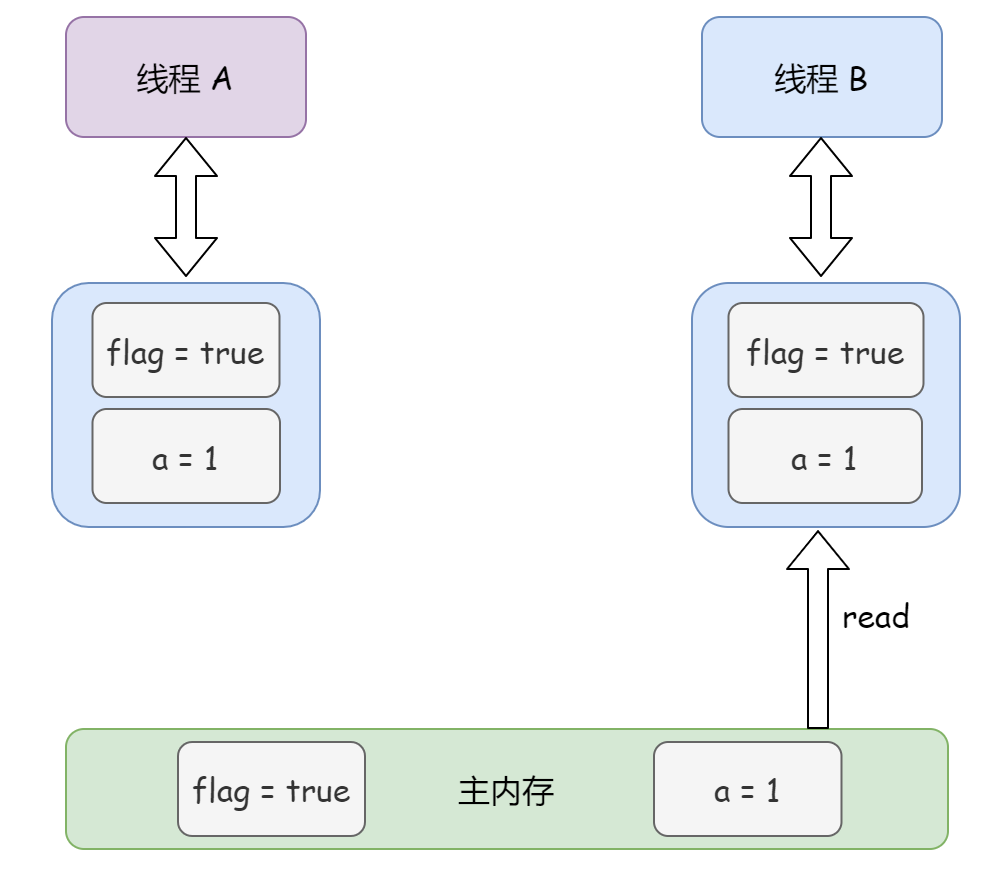 线程 A
线程 B
flag = true
a = 1
flag = true
a = 1
read
flag = true
主内存
a = 1